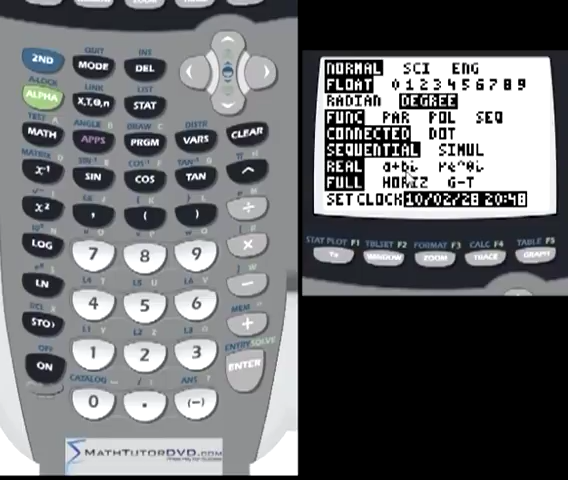 QUIT INS
2ND MODE DEL
A-LOCK LINK LIST
ALPHA X,T,θ,n STAT
TEST A ANGLE B DRAW C DISTR
MATH APPS PRGM VARS CLEAR
MATRIX D SIN⁻¹ E COS⁻¹ F TAN⁻¹ G π H
x⁻¹ SIN COS TAN ^
x² , ( ) ÷
LOG 7 8 9 ×
L4 T L5 U L6 V
LN 4 5 6 −
RCL X L1 Y L2 Z L3 MEM
STO› 1 2 3 +
OFF CATALOG ANS ENTRY SOLVE
ON 0 . (−) ENTER
MATHTUTORDVD.COM
NORMAL SCI ENG
FLOAT 0 1 2 3 4 5 6 7 8 9
RADIAN DEGREE
FUNC PAR POL SEQ
CONNECTED DOT
SEQUENTIAL SIMUL
REAL a+bi re^θi
FULL HORIZ G-T
SET CLOCK 10/02/28 20:48
STAT PLOT F1 TBLSET F2 FORMAT F3 CALC F4 TABLE F5
Y= WINDOW ZOOM TRACE GRAPH